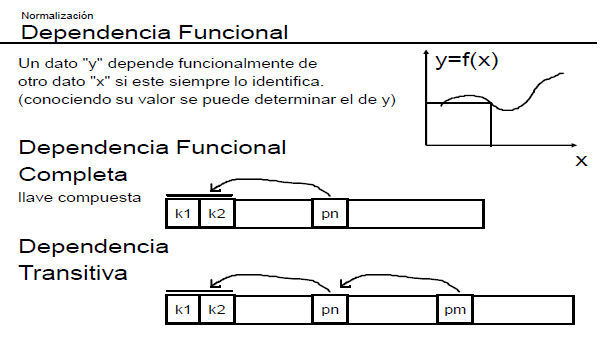 Normalización
Dependencia Funcional
Un dato "y" depende funcionalmente de
otro dato "x" si este siempre lo identifica.
(conociendo su valor se puede determinar el de y)
y=f(x)
x
Dependencia Funcional
Completa
llave compuesta
k1 k2 pn
Dependencia
Transitiva
k1 k2 pn pm